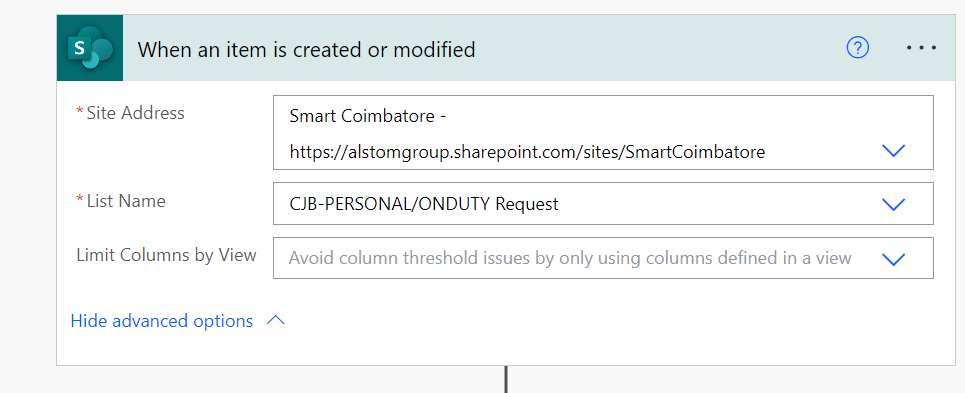 S When an item is created or modified ? ...
* Site Address
Smart Coimbatore -
https://alstomgroup.sharepoint.com/sites/SmartCoimbatore
* List Name CJB-PERSONAL/ONDUTY Request
Limit Columns by View Avoid column threshold issues by only using columns defined in a view
Hide advanced options